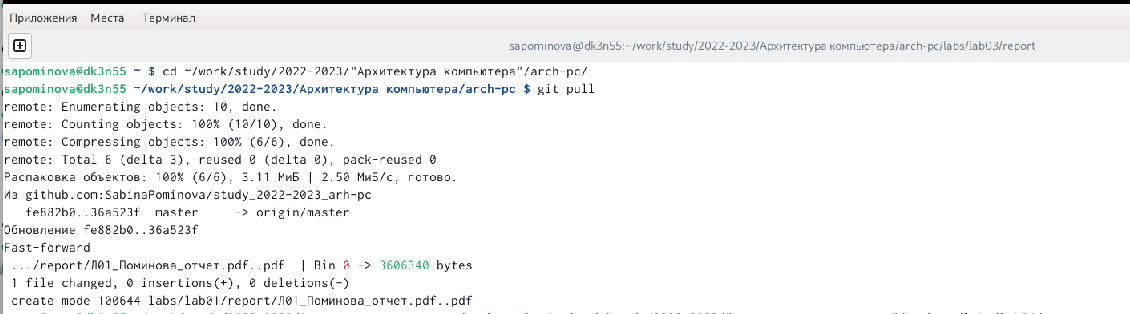 Приложения Места Терминал
sapominova@dk3n55:~/work/study/2022-2023/Архитектура компьютера/arch-pc/labs/lab03/report
sapominova@dk3n55 ~ $ cd ~/work/study/2022-2023/"Архитектура компьютера"/arch-pc/
sapominova@dk3n55 ~/work/study/2022-2023/Архитектура компьютера/arch-pc $ git pull
remote: Enumerating objects: 10, done.
remote: Counting objects: 100% (10/10), done.
remote: Compressing objects: 100% (6/6), done.
remote: Total 6 (delta 3), reused 0 (delta 0), pack-reused 0
Распаковка объектов: 100% (6/6), 3.11 МиБ | 2.50 МиБ/с, готово.
Из github.com:SabinaPominova/study_2022-2023_arh-pc
   fe882b0..36a523f  master     -> origin/master
Обновление fe882b0..36a523f
Fast-forward
 .../report/Л01_Поминова_отчет.pdf..pdf  | Bin 0 -> 3606340 bytes
 1 file changed, 0 insertions(+), 0 deletions(-)
 create mode 100644 labs/lab01/report/Л01_Поминова_отчет.pdf..pdf